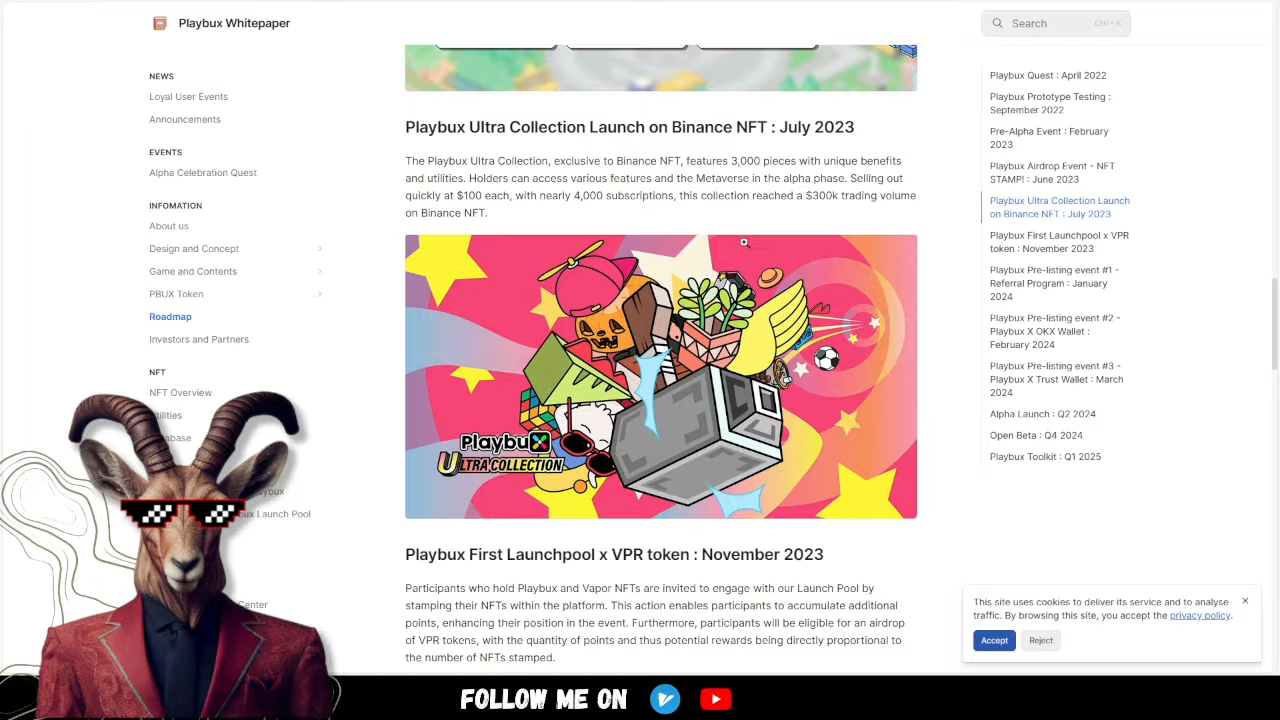 Playbux Whitepaper
Search
Ctrl + K
NEWS
Loyal User Events
Announcements
EVENTS
Alpha Celebration Quest
INFOMATION
About us
Design and Concept
Game and Contents
PBUX Token
Roadmap
Investors and Partners
NFT
NFT Overview
Playbux Ultra Collection Launch on Binance NFT : July 2023
The Playbux Ultra Collection, exclusive to Binance NFT, features 3,000 pieces with unique benefits
and utilities. Holders can access various features and the Metaverse in the alpha phase. Selling out
quickly at $100 each, with nearly 4,000 subscriptions, this collection reached a $300k trading volume
on Binance NFT.
Playbux
ULTRA COLLECTION
Playbux First Launchpool x VPR token : November 2023
Participants who hold Playbux and Vapor NFTs are invited to engage with our Launch Pool by
stamping their NFTs within the platform. This action enables participants to accumulate additional
points, enhancing their position in the event. Furthermore, participants will be eligible for an airdrop
of VPR tokens, with the quantity of points and thus potential rewards being directly proportional to
the number of NFTs stamped.
Playbux Quest : April 2022
Playbux Prototype Testing :
September 2022
Pre-Alpha Event : February
2023
Playbux Airdrop Event - NFT
STAMP! : June 2023
Playbux Ultra Collection Launch
on Binance NFT : July 2023
Playbux First Launchpool x VPR
token : November 2023
Playbux Pre-listing event #1 -
Referral Program : January
2024
Playbux Pre-listing event #2 -
Playbux X OKX Wallet :
February 2024
Playbux Pre-listing event #3 -
Playbux X Trust Wallet : March
2024
Alpha Launch : Q2 2024
Open Beta : Q4 2024
Playbux Toolkit : Q1 2025
Launch Pool
Center
This site uses cookies to deliver its service and to analyse
traffic. By browsing this site, you accept the privacy policy.
Accept
Reject
FOLLOW ME ON